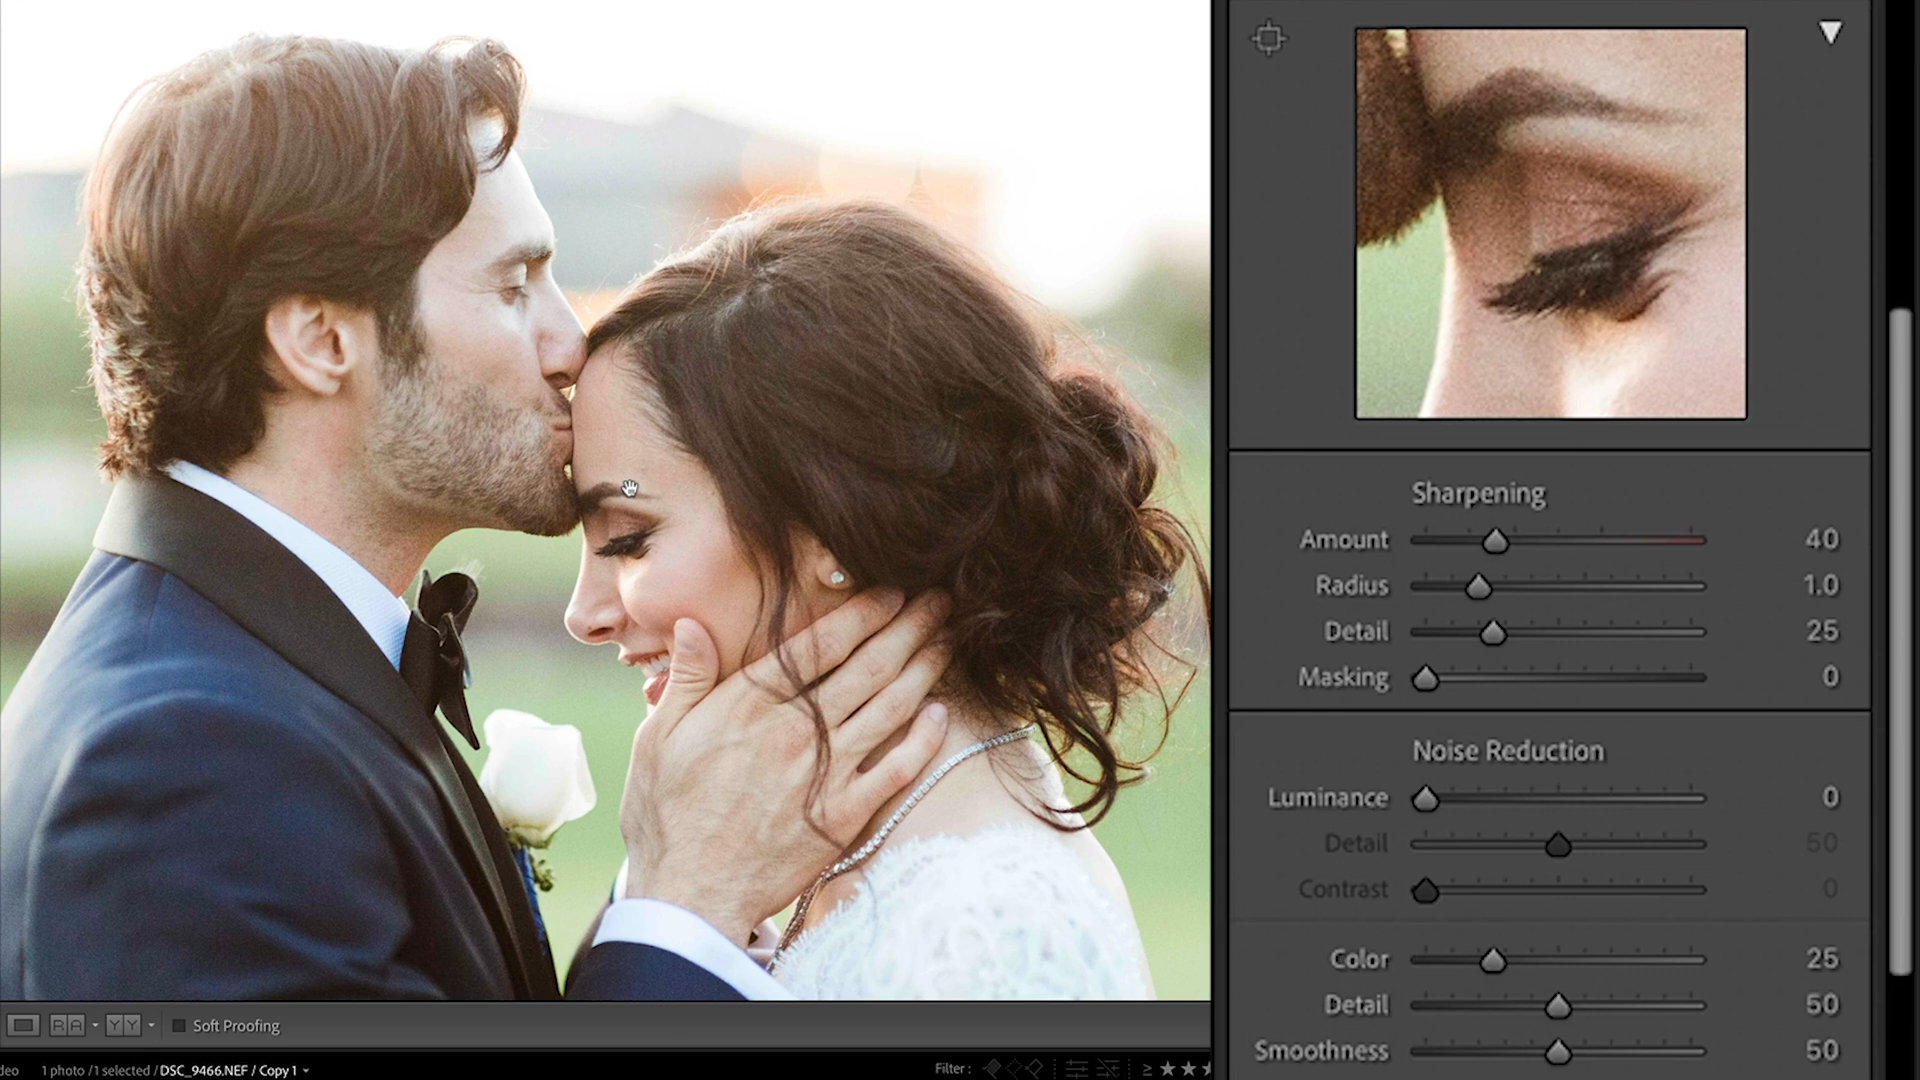 Sharpening
Amount 40
Radius 1.0
Detail 25
Masking 0
Noise Reduction
Luminance 0
Detail 50
Contrast 0
Color 25
Detail 50
Smoothness 50
R A Y Y Soft Proofing
deo 1 photo / 1 selected / DSC_9466.NEF / Copy 1 Filter : ≥ ★ ★ ★